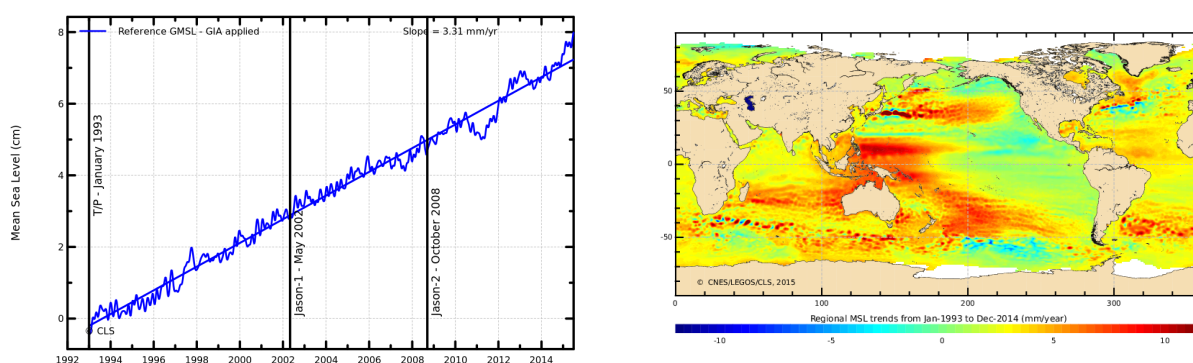 Reference GMSL - GIA applied
Slope = 3.31 mm/yr
Mean Sea Level (cm)
8
6
4
2
0
T/P - January 1993
Jason-1 - May 2002
Jason-2 - October 2008
© CLS
1992 1994 1996 1998 2000 2002 2004 2006 2008 2010 2012 2014
50
0
-50
© CNES/LEGOS/CLS, 2015
0 100 200 300
Regional MSL trends from Jan-1993 to Dec-2014 (mm/year)
-10 -5 0 5 10